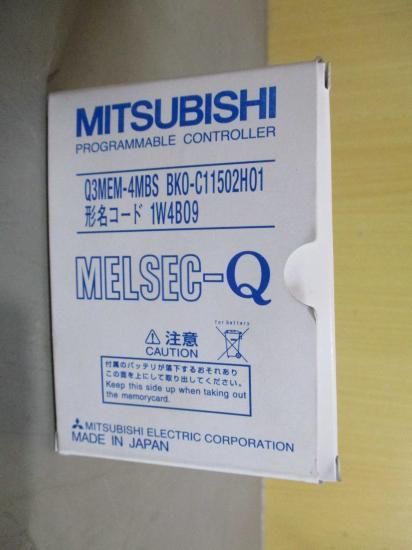 MITSUBISHI
PROGRAMMABLE CONTROLLER
Q3MEM-4MBS BKO-C11502H01
形名コード 1W4B09
MELSEC-Q
注意
CAUTION
for battery
付属のバッテリが落下するおそれあり
この面を上にして取り出してください。
Keep this side up when taking out
the memorycard.
MITSUBISHI ELECTRIC CORPORATION
MADE IN JAPAN